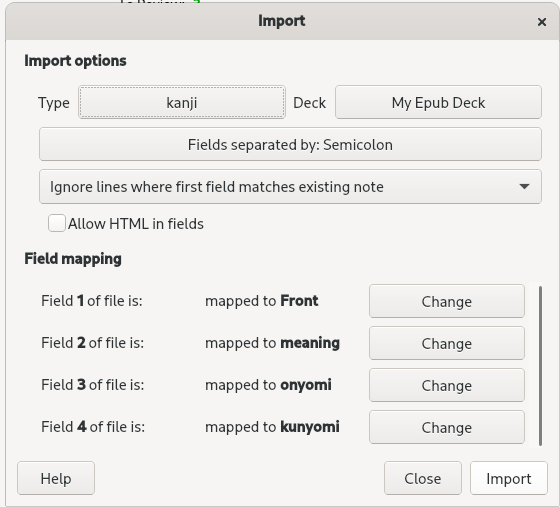 Import
Import options
Type kanji Deck My Epub Deck
Fields separated by: Semicolon
Ignore lines where first field matches existing note
Allow HTML in fields
Field mapping
Field 1 of file is: mapped to Front Change
Field 2 of file is: mapped to meaning Change
Field 3 of file is: mapped to onyomi Change
Field 4 of file is: mapped to kunyomi Change
Help Close Import